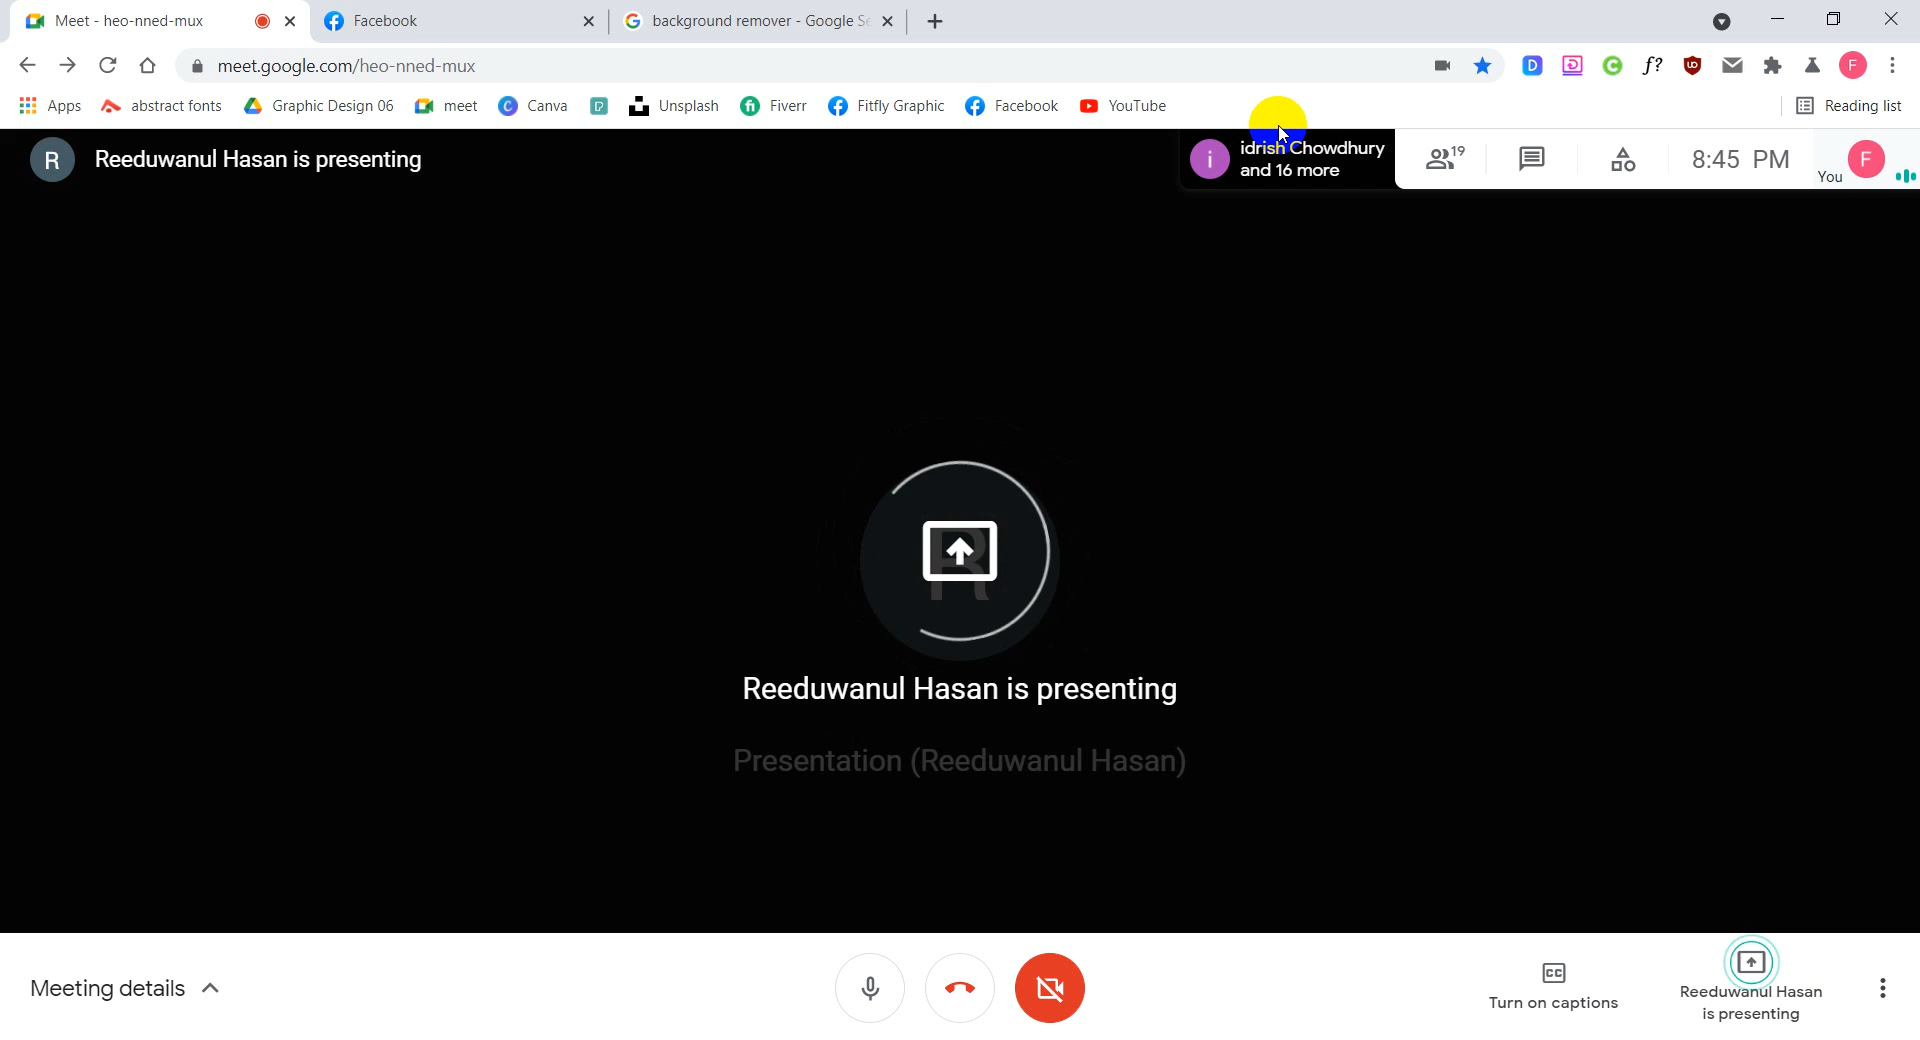 Meet - heo-nned-mux
Facebook
background remover - Google Se
meet.google.com/heo-nned-mux
D
f?
F
Apps
abstract fonts
Graphic Design 06
meet
Canva
Unsplash
Fiverr
Fitfly Graphic
Facebook
YouTube
Reading list
R
Reeduwanul Hasan is presenting
i
idrish Chowdhury
and 16 more
19
8:45 PM
You
F
R
Reeduwanul Hasan is presenting
Presentation (Reeduwanul Hasan)
Meeting details
CC
Turn on captions
Reeduwanul Hasan
is presenting